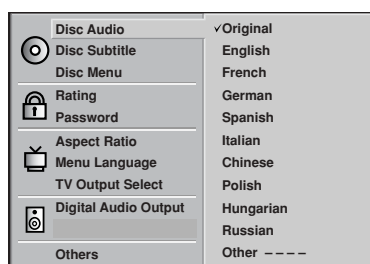 Disc Audio
Disc Subtitle
Disc Menu
Rating
Password
Aspect Ratio
Menu Language
TV Output Select
Digital Audio Output
Others
✓Original
English
French
German
Spanish
Italian
Chinese
Polish
Hungarian
Russian
Other – – – –